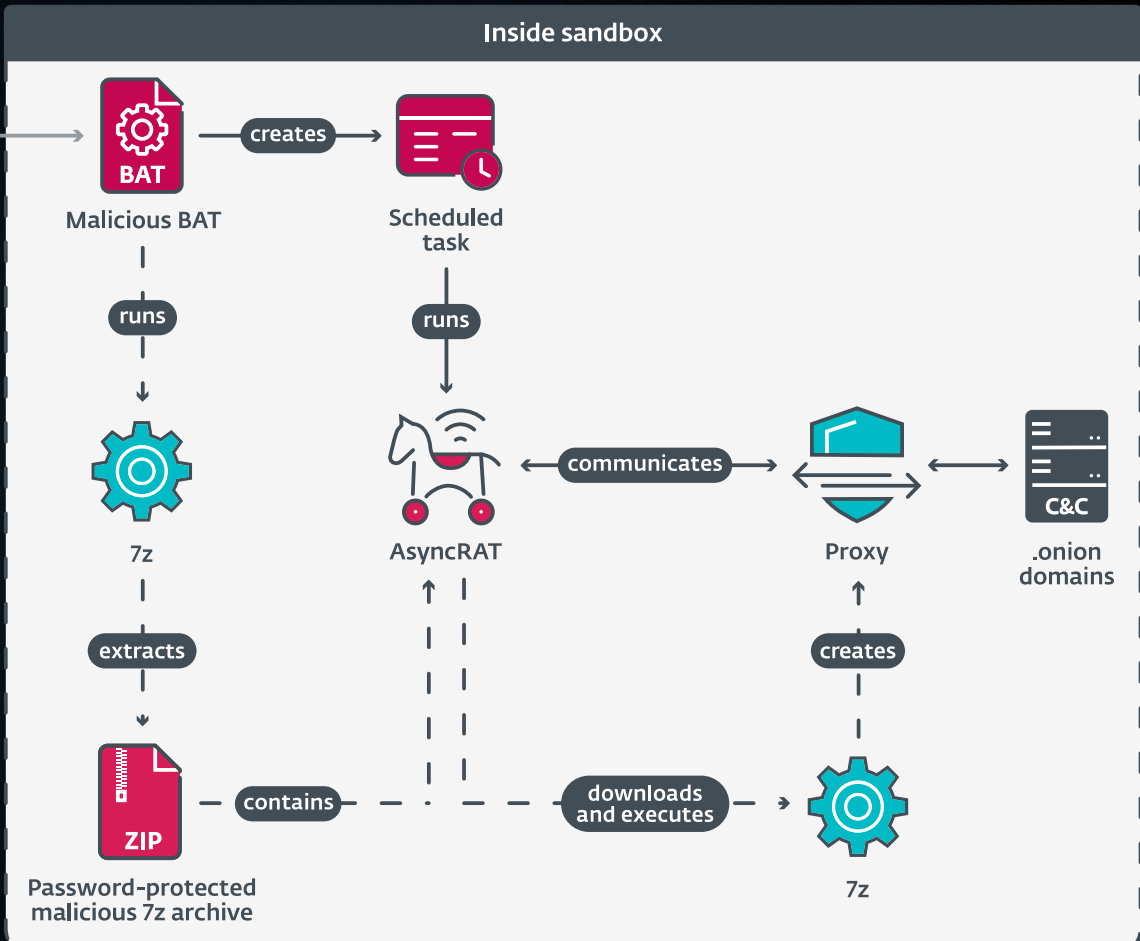 Inside sandbox
BAT
creates
Malicious BAT
Scheduled
task
runs
runs
communicates
C&C
7z
AsyncRAT
Proxy
.onion
domains
extracts
creates
contains
downloads
and executes
ZIP
Password-protected
malicious 7z archive
7z